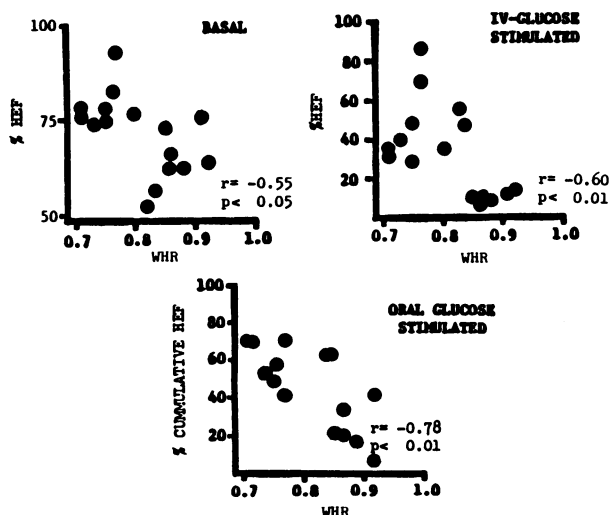 BASAL
100
75
50
% HEF
0.7 0.8 0.9 1.0
WHR
r= -0.55
p< 0.05
IV-GLUCOSE
STIMULATED
100
80
60
40
20
%HEF
0.7 0.8 0.9 1.0
WHR
r= -0.60
p< 0.01
ORAL GLUCOSE
STIMULATED
100
80
60
40
20
% CUMMULATIVE HEF
0.7 0.8 0.9 1.0
WHR
r= -0.78
p< 0.01